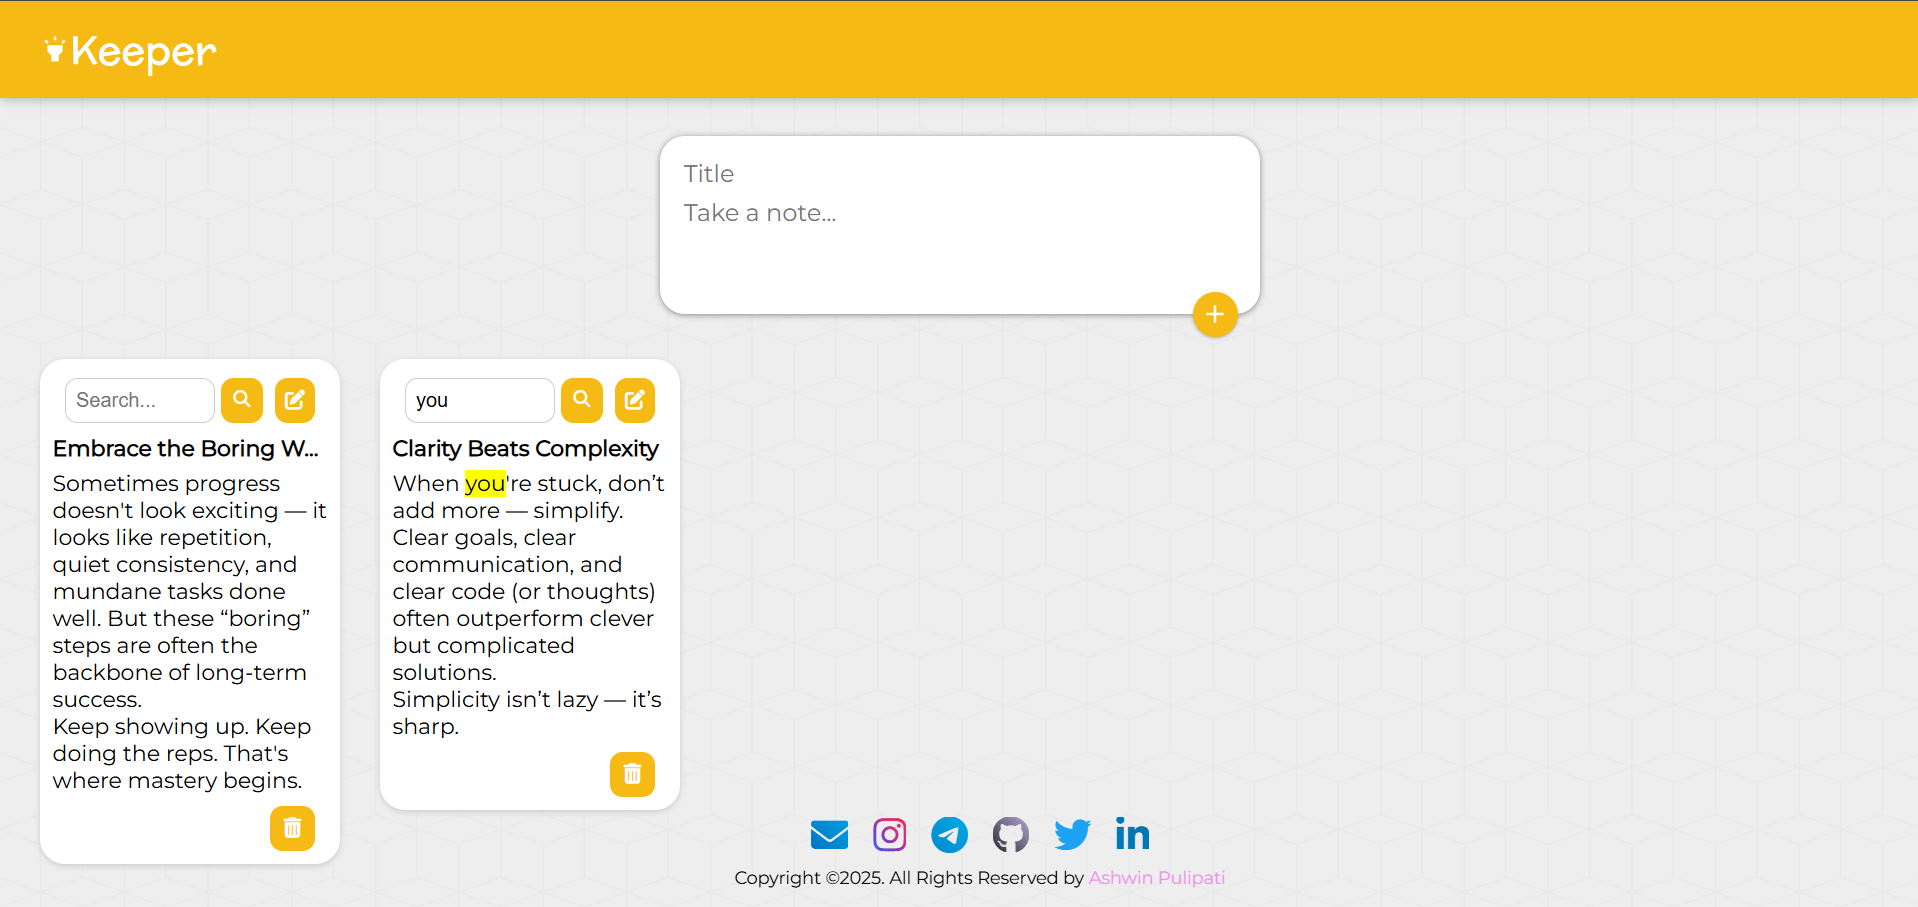 Keeper
Title
Take a note...
Search...
Embrace the Boring W...
Sometimes progress
doesn't look exciting — it
looks like repetition,
quiet consistency, and
mundane tasks done
well. But these “boring”
steps are often the
backbone of long-term
success.
Keep showing up. Keep
doing the reps. That's
where mastery begins.
you
Clarity Beats Complexity
When you're stuck, don’t
add more — simplify.
Clear goals, clear
communication, and
clear code (or thoughts)
often outperform clever
but complicated
solutions.
Simplicity isn’t lazy — it’s
sharp.
Copyright ©2025. All Rights Reserved by Ashwin Pulipati